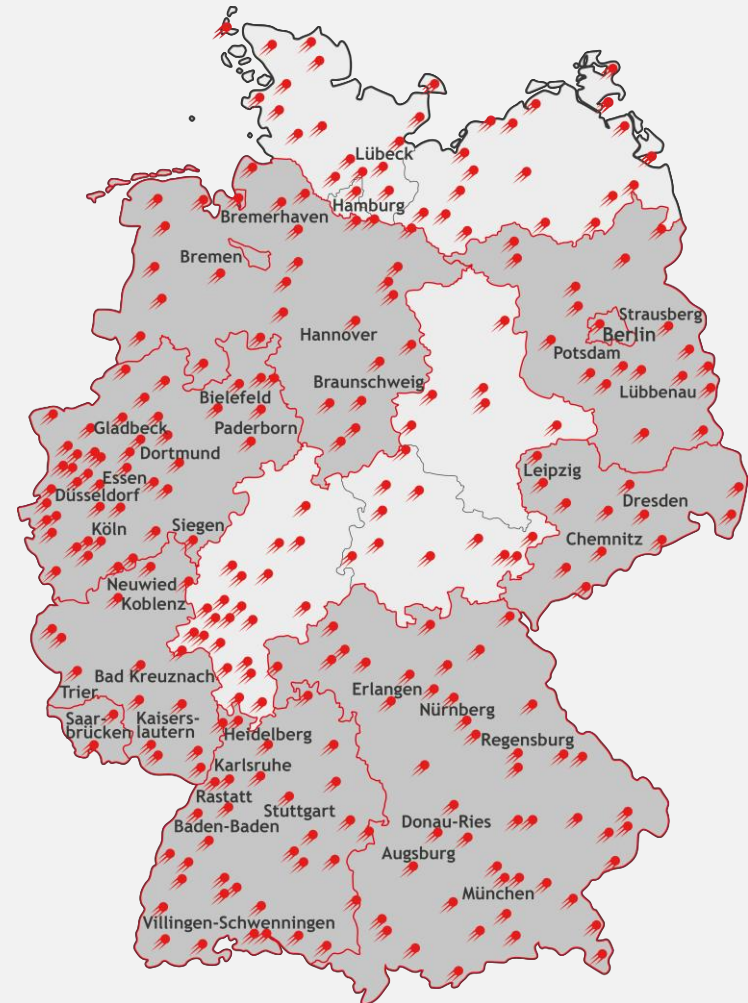 Lübeck
Hamburg
Bremerhaven
Bremen
Hannover
Strausberg
Berlin
Potsdam
Braunschweig
Bielefeld
Lübbenau
Gladbeck
Paderborn
Dortmund
Leipzig
Essen
Düsseldorf
Dresden
Köln
Siegen
Chemnitz
Neuwied
Koblenz
Bad Kreuznach
Trier
Erlangen
Nürnberg
Saar-
brücken
Kaisers-
lautern
Heidelberg
Regensburg
Karlsruhe
Rastatt
Stuttgart
Baden-Baden
Donau-Ries
Augsburg
München
Villingen-Schwenningen